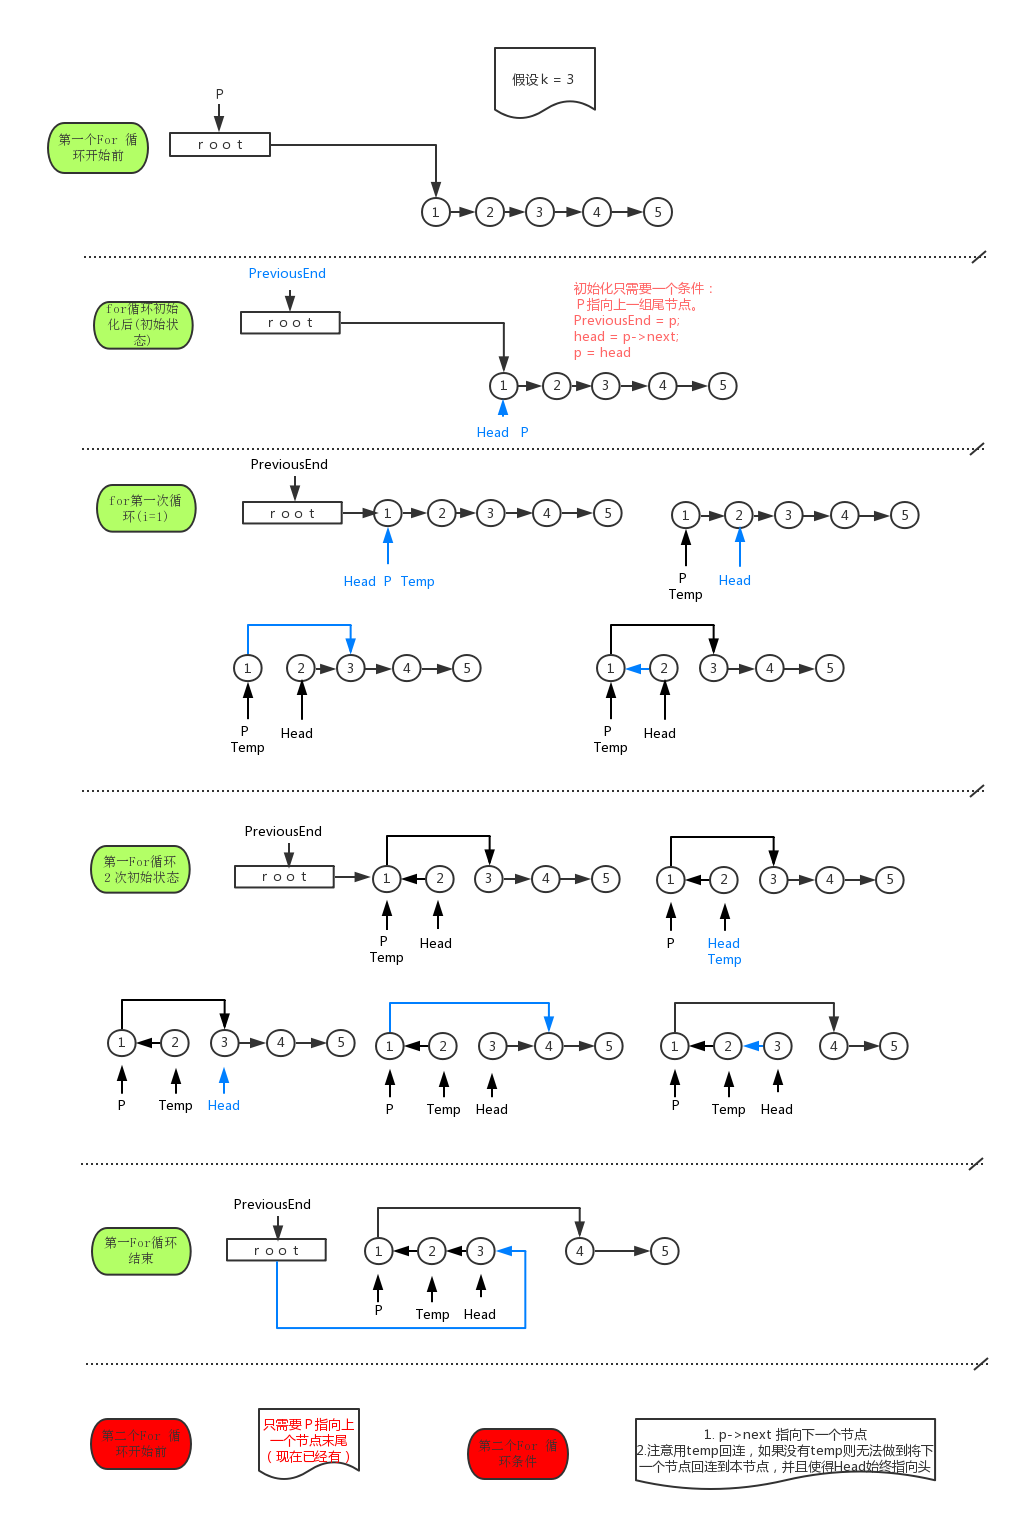 假设k = 3
P
第一个For 循
环开始前
root
1 2 3 4 5
PreviousEnd
for循环初始
化后(初始状
态)
root
初始化只需要一个条件：
P指向上一组尾节点。
PreviousEnd = p;
head = p->next;
p = head
1 2 3 4 5
Head P
PreviousEnd
for第一次循
环(i=1)
root
1 2 3 4 5
1 2 3 4 5
Head P Temp
P
Temp
Head
1 2 3 4 5
1 2 3 4 5
P
Temp
Head
P
Temp
Head
PreviousEnd
第一For循环
2次初始状态
root
1 2 3 4 5
1 2 3 4 5
P
Temp
Head
P
Head
Temp
1 2 3 4 5
1 2 3 4 5
1 2 3 4 5
P Temp Head
P Temp Head
P Temp Head
PreviousEnd
第一For循环
结束
root
1 2 3 4 5
P Temp Head
第二个For 循
环开始前
只需要P指向上
一个节点末尾
（现在已经有）
第二个For 循
环条件
1. p->next 指向下一个节点
2.注意用temp回连，如果没有temp则无法做到将下
一个节点回连到本节点，并且使得Head始终指向头